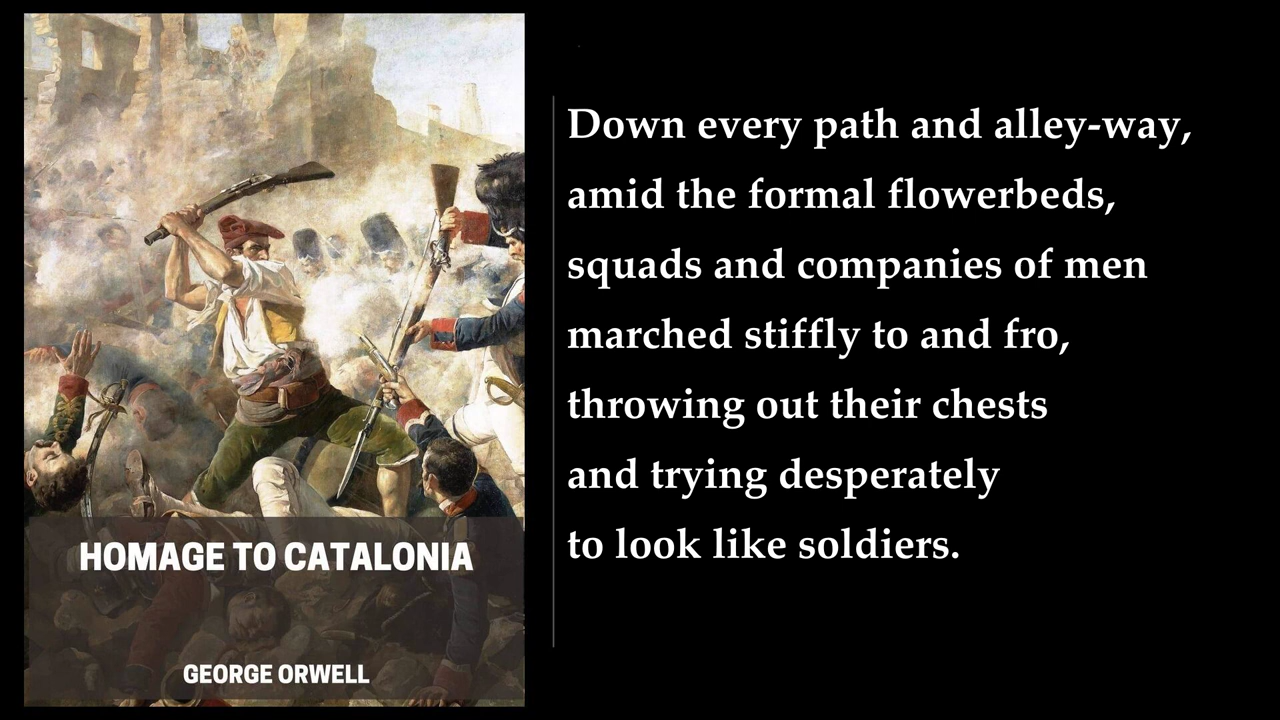 HOMAGE TO CATALONIA
GEORGE ORWELL
Down every path and alley-way,
amid the formal flowerbeds,
squads and companies of men
marched stiffly to and fro,
throwing out their chests
and trying desperately
to look like soldiers.